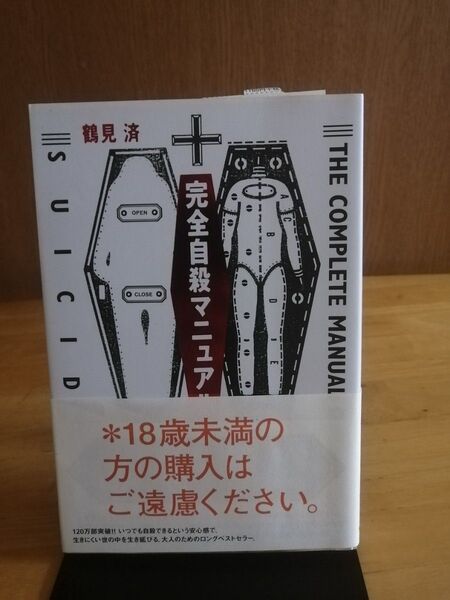 鶴見 済
THE COMPLETE MANUAL
SUICID
完全自殺マニュアル
OPEN
CLOSE
A
C
B
D
I
E
*18歳未満の
方の購入は
ご遠慮ください。
120万部突破!! いつでも自殺できるという安心感で、
生きにくい世の中を生き延びる、大人のためのロングベストセラー。